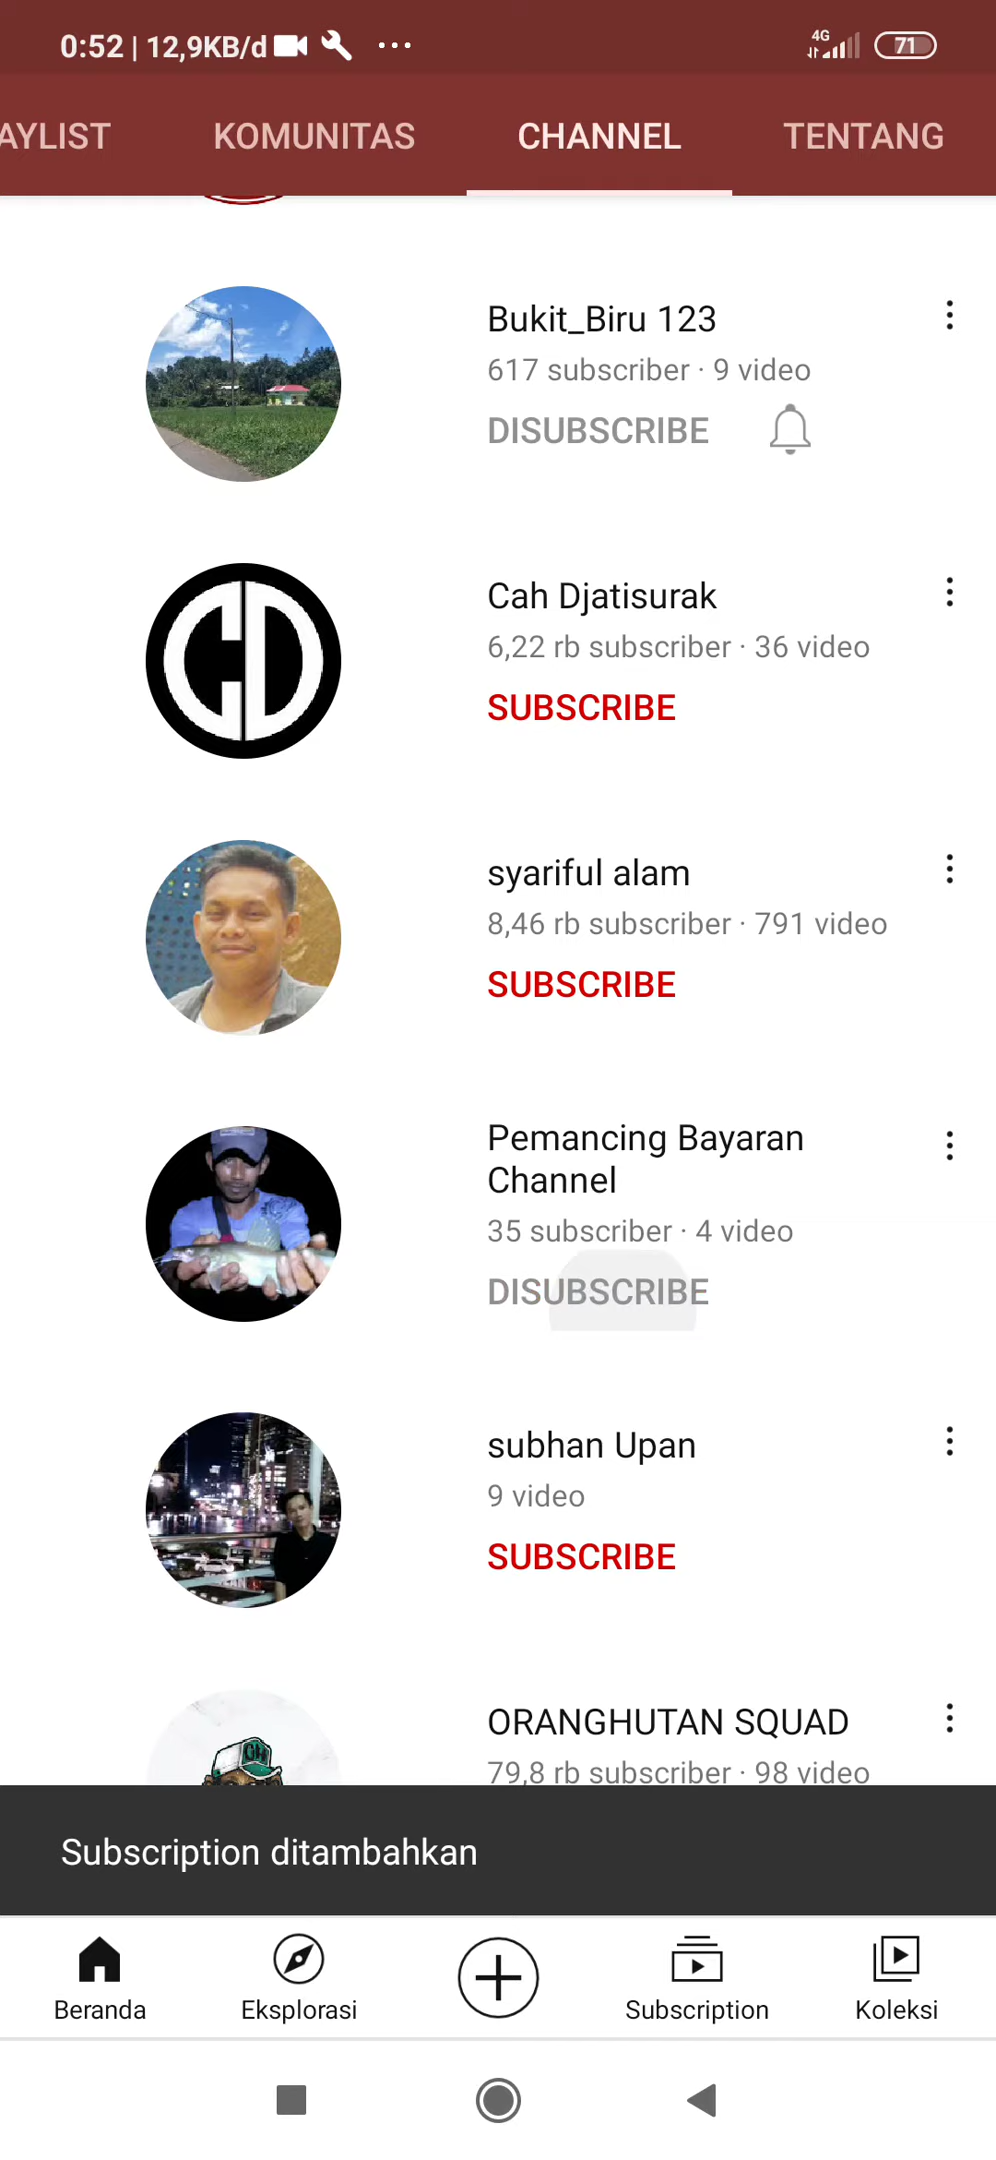 0:52 | 12,9KB/d
4G
71
AYLIST KOMUNITAS CHANNEL TENTANG
Bukit_Biru 123
617 subscriber · 9 video
DISUBSCRIBE
CD
Cah Djatisurak
6,22 rb subscriber · 36 video
SUBSCRIBE
syariful alam
8,46 rb subscriber · 791 video
SUBSCRIBE
Pemancing Bayaran
Channel
35 subscriber · 4 video
DISUBSCRIBE
subhan Upan
9 video
SUBSCRIBE
ORANGHUTAN SQUAD
79,8 rb subscriber · 98 video
Subscription ditambahkan
Beranda Eksplorasi Subscription Koleksi